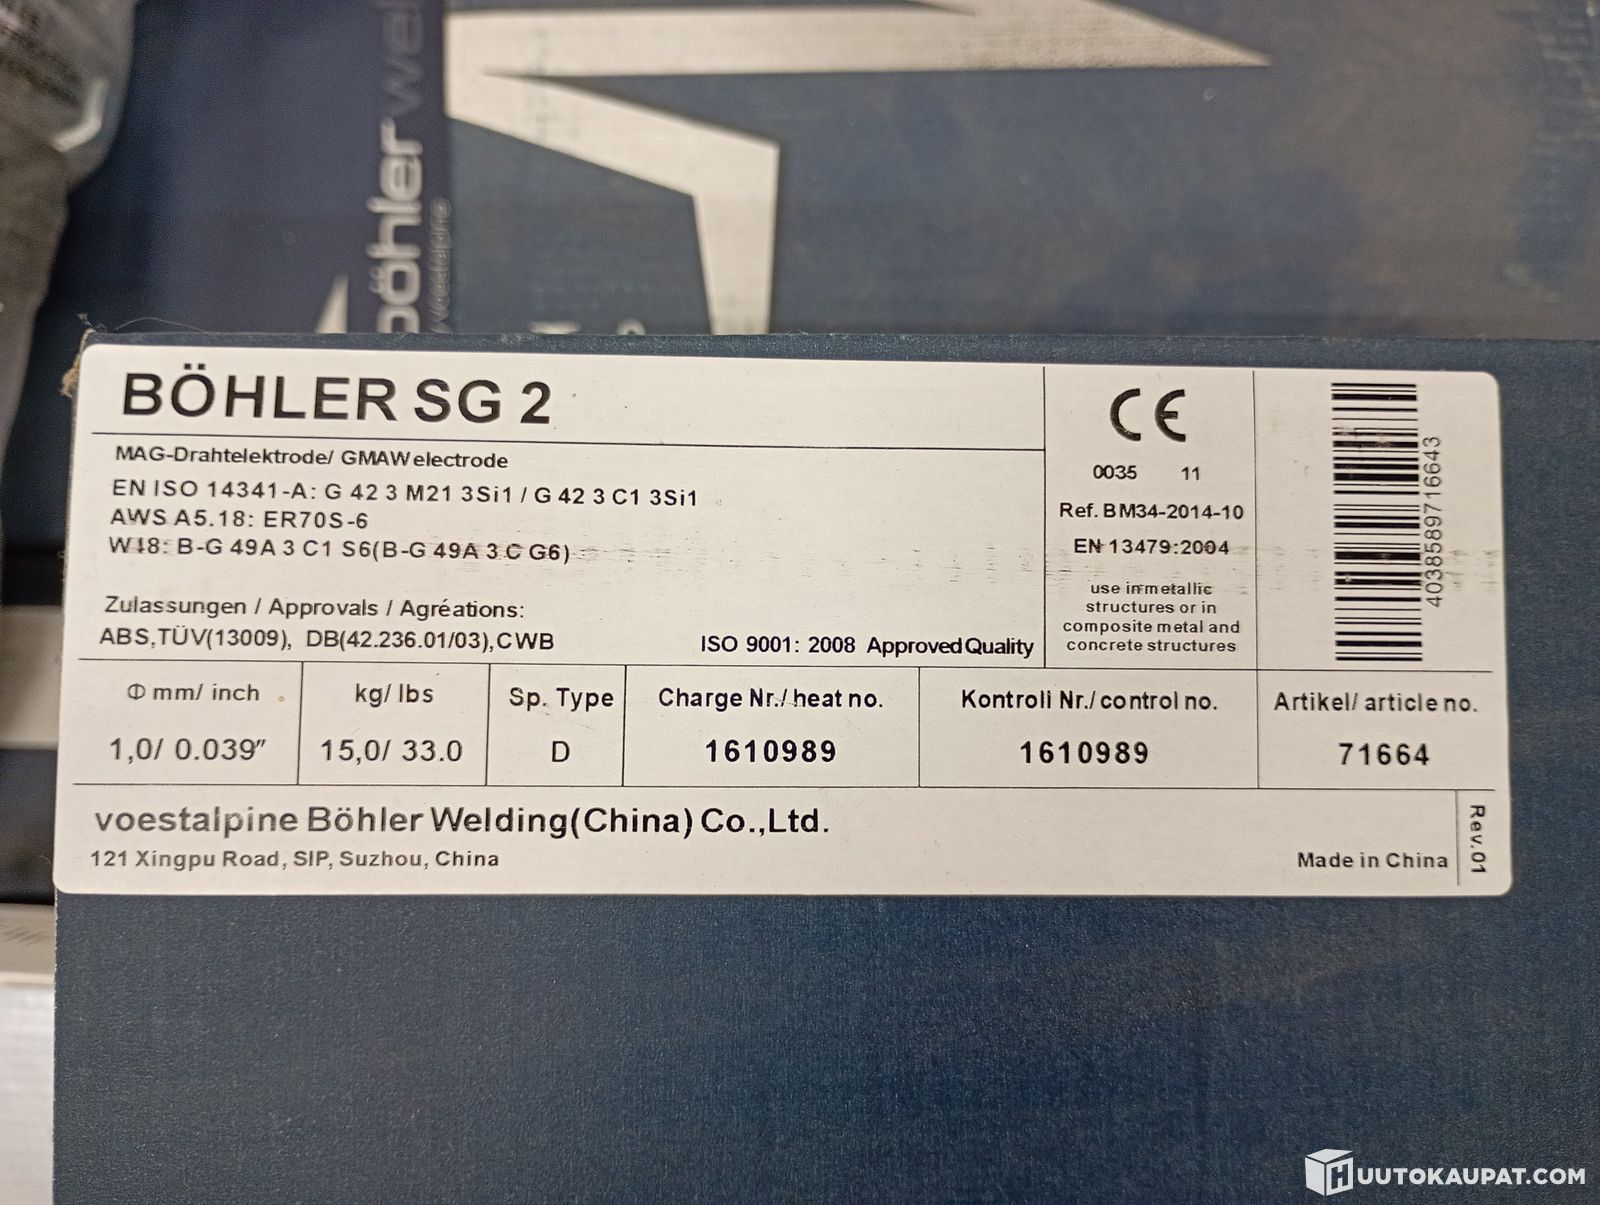 böhler
voestalpine
BÖHLER SG 2
MAG-Drahtelektrode/ GMAW electrode
EN ISO 14341-A: G 42 3 M21 3Si1 / G 42 3 C1 3Si1
AWS A5.18: ER70S-6
W48: B-G 49A 3 C1 S6(B-G 49A 3 C G6)
Zulassungen / Approvals / Agréations:
ABS,TÜV(13009), DB(42.236.01/03),CWB
ISO 9001: 2008 Approved Quality
CE
0035 11
Ref. BM34-2014-10
EN 13479:2004
use in metallic
structures or in
composite metal and
concrete structures
4038589716643
Φ mm/ inch
1,0/ 0.039″
kg/ lbs
15,0/ 33.0
Sp. Type
D
Charge Nr./ heat no.
1610989
Kontroll Nr./ control no.
1610989
Artikel/ article no.
71664
voestalpine Böhler Welding(China) Co.,Ltd.
121 Xingpu Road, SIP, Suzhou, China
Made in China
Rev.01
HUUTOKAUPAT.COM